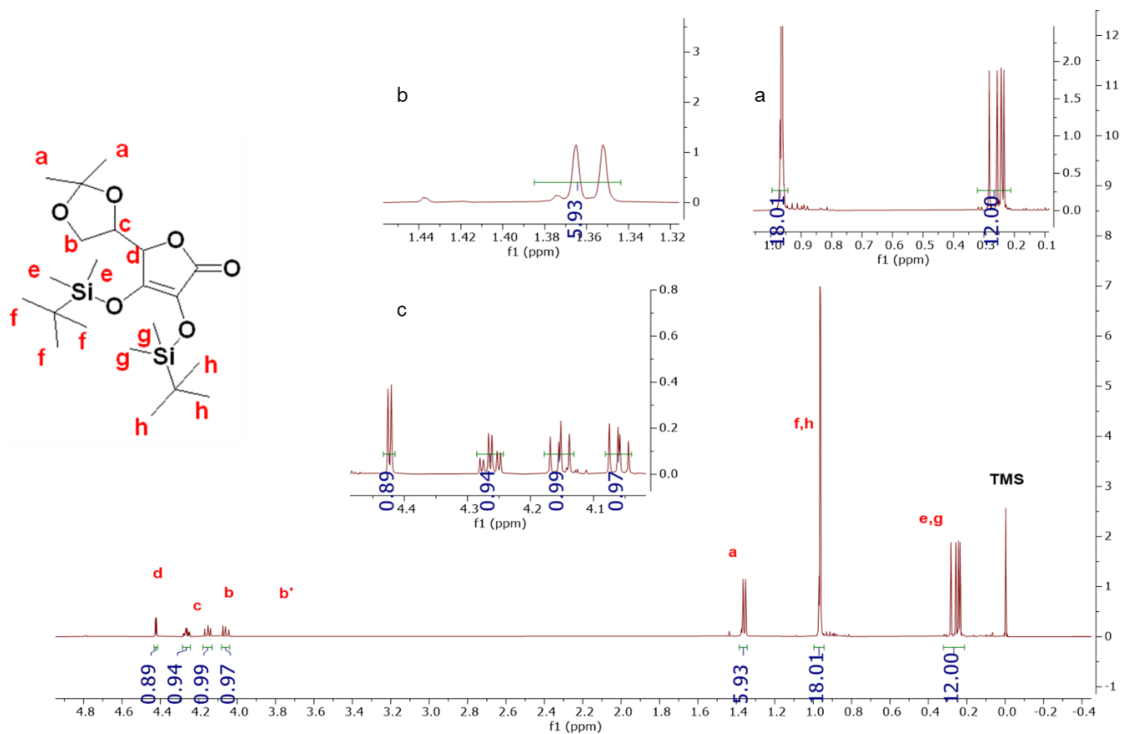 b
3
2
1
0
1.44 1.42 1.40 1.38 1.36 1.34 1.32
f1 (ppm)
5.93
a
2.0
1.5
1.0
0.5
0.0
1.0 0.9 0.8 0.7 0.6 0.5 0.4 0.3 0.2 0.1
f1 (ppm)
18.01
12.00
c
0.8
0.6
0.4
0.2
0.0
4.4 4.3 4.2 4.1
f1 (ppm)
0.89
0.94
0.99
0.97
a a
O O
b c
d O O
e e
Si O
f f
f
O
g
g Si h
h
h
d
c
b
b'
a
f,h
e,g
TMS
0.89
0.94
0.99
0.97
5.93
18.01
12.00
4.8 4.6 4.4 4.2 4.0 3.8 3.6 3.4 3.2 3.0 2.8 2.6 2.4 2.2 2.0 1.8 1.6 1.4 1.2 1.0 0.8 0.6 0.4 0.2 0.0 -0.2 -0.4
f1 (ppm)
12
11
10
9
8
7
6
5
4
3
2
1
0
-1